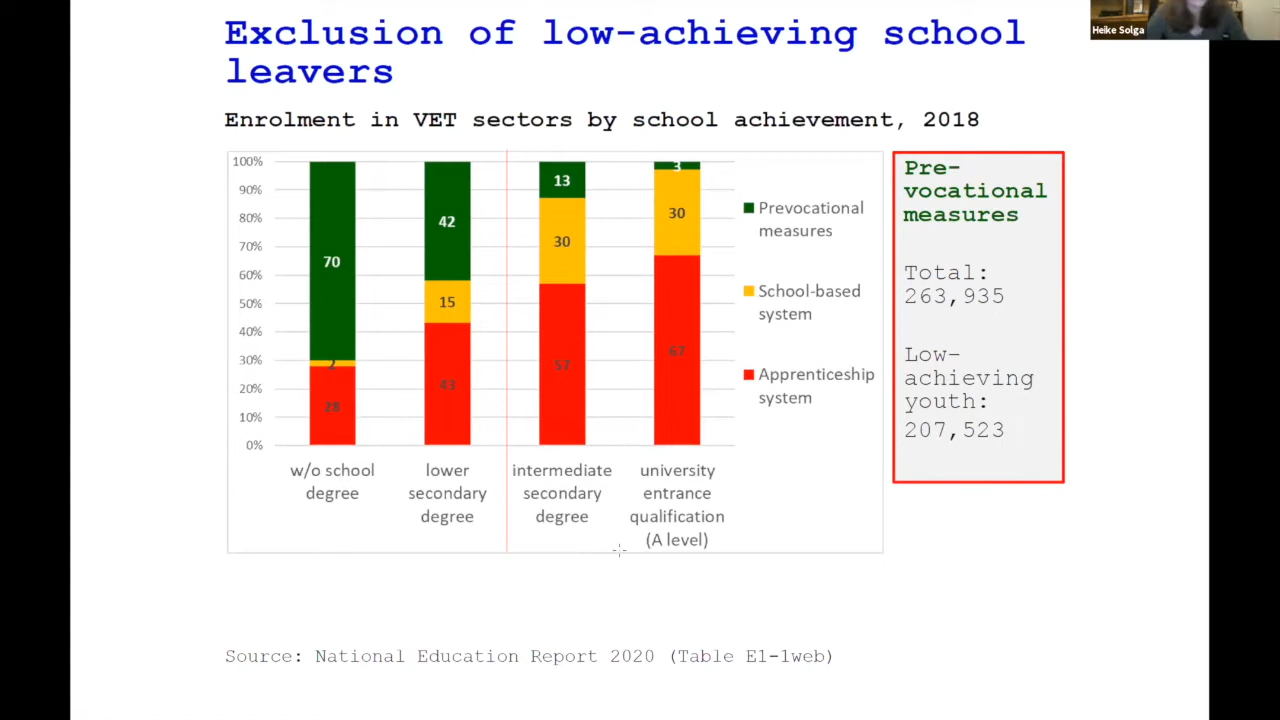 Exclusion of low-achieving school
leavers
Heike Solga
Enrolment in VET sectors by school achievement, 2018
100%
90%
80%
70%
60%
50%
40%
30%
20%
10%
0%
70
2
28
42
15
43
13
30
57
3
30
67
w/o school
degree
lower
secondary
degree
intermediate
secondary
degree
university
entrance
qualification
(A level)
Prevocational
measures
School-based
system
Apprenticeship
system
Pre-
vocational
measures
Total:
263,935
Low-
achieving
youth:
207,523
Source: National Education Report 2020 (Table E1-1web)